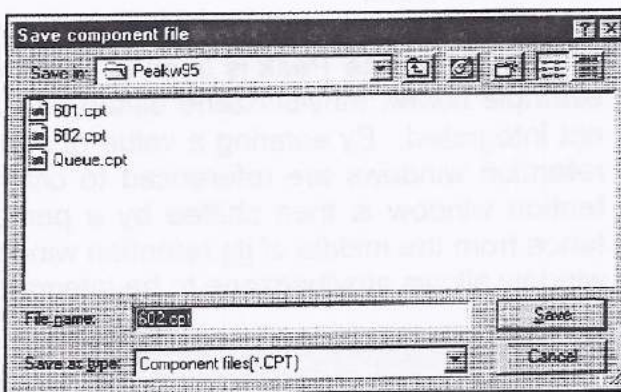 Save component file
Save in: Peakw95
601.cpt
602.cpt
Queue.cpt
File name: 602.cpt Save
Save as type: Component files(*.CPT) Cancel